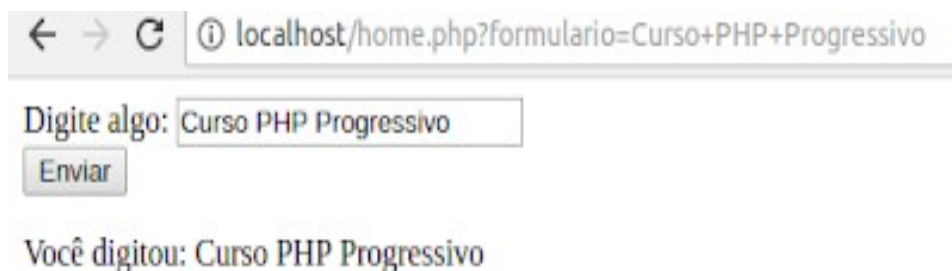 localhost/home.php?formulario=Curso+PHP+Progressivo
Digite algo: Curso PHP Progressivo
Enviar
Você digitou: Curso PHP Progressivo